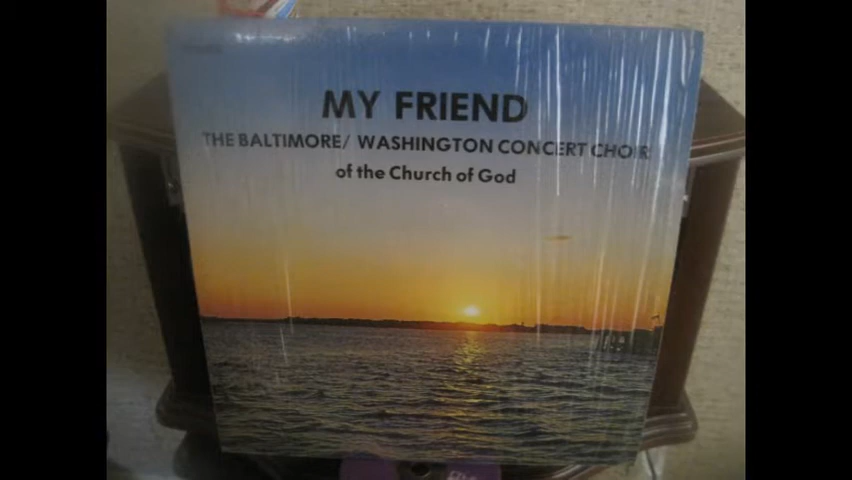 MY FRIEND
THE BALTIMORE/ WASHINGTON CONCERT CHOIR
of the Church of God